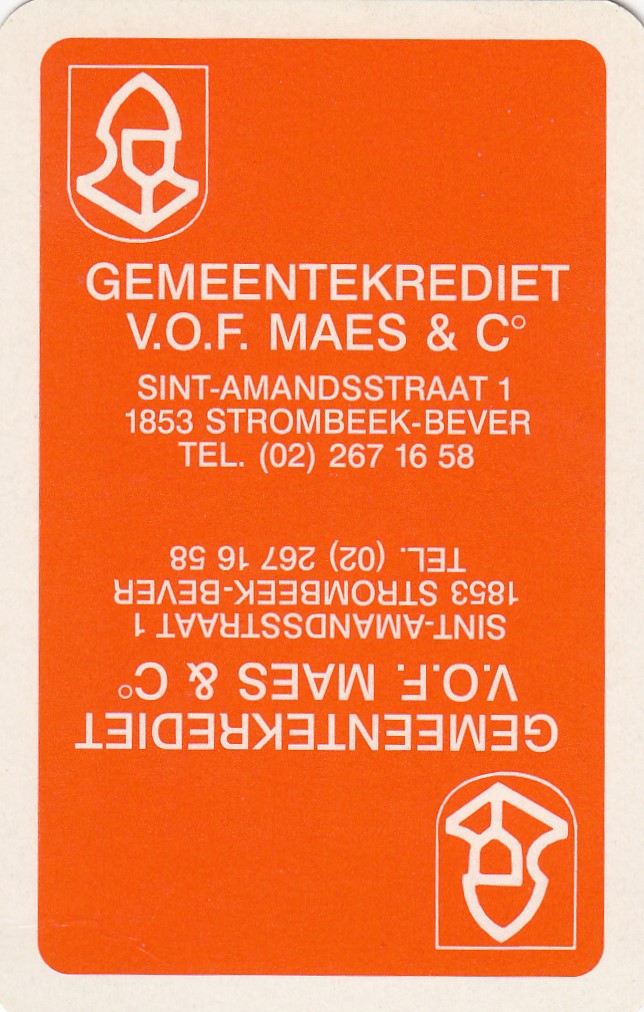 GEMEENTEKREDIET
V.O.F. MAES & C°
SINT-AMANDSSTRAAT 1
1853 STROMBEEK-BEVER
TEL. (02) 267 16 58
GEMEENTEKREDIET
V.O.F. MAES & C°
SINT-AMANDSSTRAAT 1
1853 STROMBEEK-BEVER
TEL. (02) 267 16 58